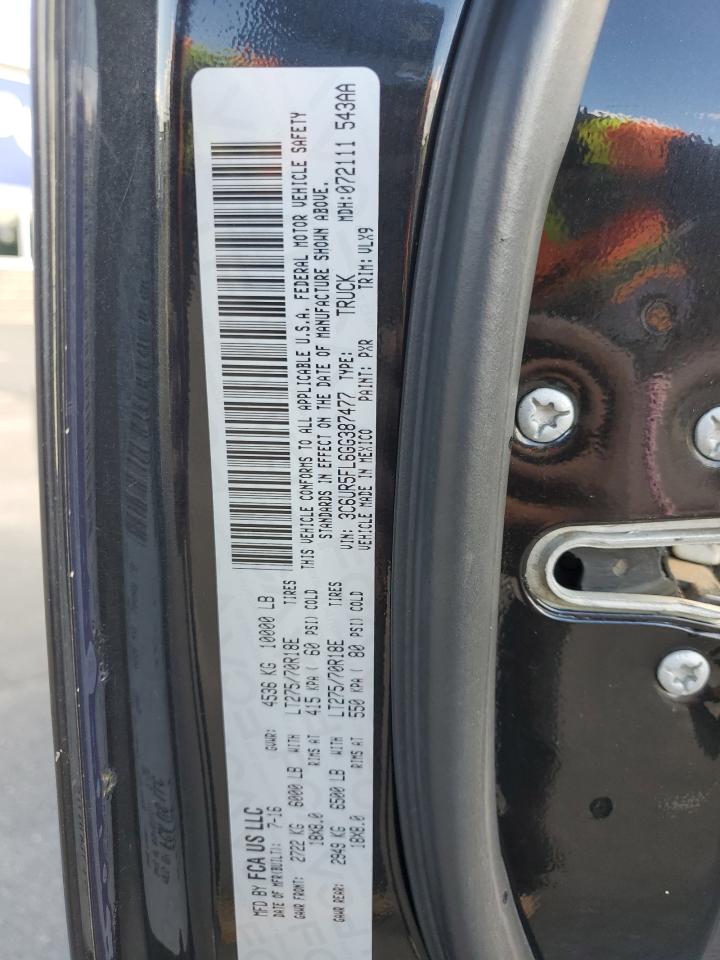 MFD BY FCA US LLC
DATE OF MFR(BUILT): 7-16 GVWR: 4536 KG 10000 LB
GAWR FRONT: 2722 KG 6000 LB WITH LT275/70R18E TIRES
18X8.0 RIMS AT 415 KPA ( 60 PSI) COLD
GAWR REAR: 2949 KG 6500 LB WITH LT275/70R18E TIRES
18X8.0 RIMS AT 550 KPA ( 80 PSI) COLD
THIS VEHICLE CONFORMS TO ALL APPLICABLE U.S.A. FEDERAL MOTOR VEHICLE SAFETY
STANDARDS IN EFFECT ON THE DATE OF MANUFACTURE SHOWN ABOVE.
VIN: 3C6UR5FL6GG387477 TYPE: TRUCK MDH:072111 543AA
VEHICLE MADE IN MEXICO PAINT: PXR TRIM: VLX9